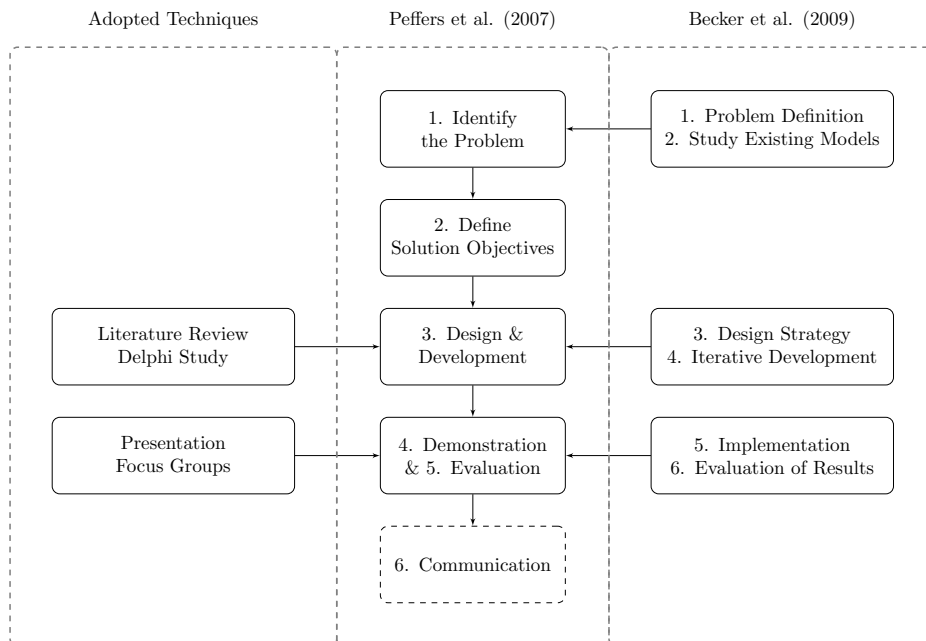 Adopted Techniques
Peffers et al. (2007)
Becker et al. (2009)
1. Identify
the Problem
1. Problem Definition
2. Study Existing Models
2. Define
Solution Objectives
Literature Review
Delphi Study
3. Design &
Development
3. Design Strategy
4. Iterative Development
Presentation
Focus Groups
4. Demonstration
& 5. Evaluation
5. Implementation
6. Evaluation of Results
6. Communication